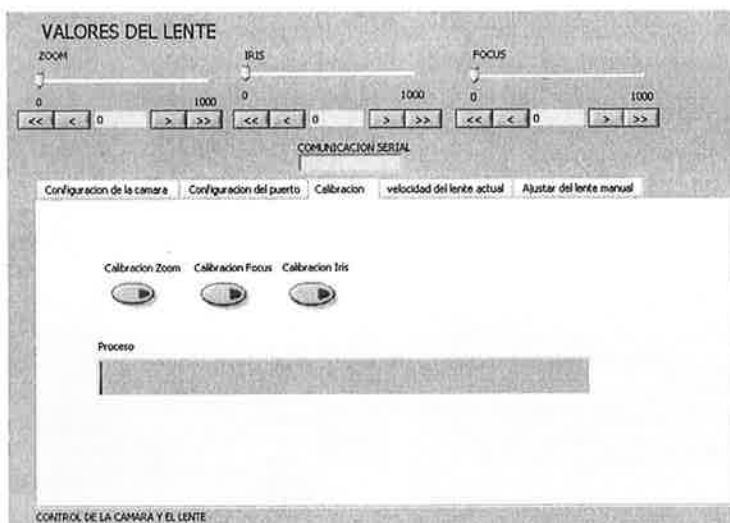 VALORES DEL LENTE
ZOOM IRIS FOCUS
0 1000 0 1000 0 1000
<< < 0 > >> << < 0 > >> << < 0 > >>
COMUNICACION SERIAL
Configuracion de la camara Configuracion del puerto Calibracion velocidad del lente actual Ajustar del lente manual
Calibracion Zoom Calibracion Focus Calibracion Iris
Proceso
CONTROL DE LA CAMARA Y EL LENTE